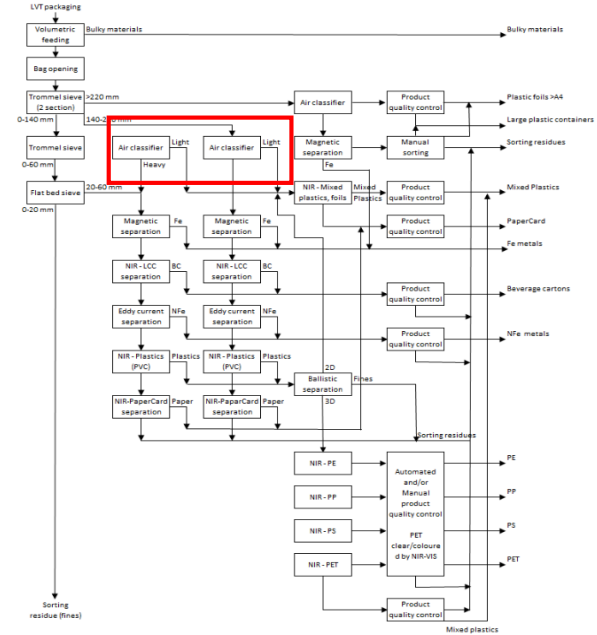 LVT packaging
Volumetric
feeding
Bulky materials
Bulky materials
Bag opening
Trommel sieve
(2 section)
>220 mm
Air classifier
Product
quality control
Plastic foils >A4
0-140 mm
Large plastic containers
Trommel sieve
Air classifier
Light
Air classifier
Light
Magnetic
separation
Manual
sorting
Sorting residues
0-60 mm
Heavy
Fe
Flat bed sieve
20-60 mm
NIR - Mixed
plastics, foils
Mixed
Plastics
Product
quality control
Mixed Plastics
0-20 mm
Magnetic
separation
Fe
Magnetic
separation
Fe
Product
quality control
PaperCard
Fe metals
NIR - LCC
separation
BC
NIR - LCC
separation
BC
Product
quality control
Beverage cartons
Eddy current
separation
NFe
Eddy current
separation
NFe
Product
quality control
NFe metals
NIR - Plastics
(PVC)
Plastics
NIR - Plastics
(PVC)
Plastics
2D
Ballistic
separation
Fines
3D
NIR-PaperCard
separation
Paper
NIR-PaparCard
separation
Paper
Sorting residues
NIR - PE
NIR - PP
NIR - PS
NIR - PET
Automated
and/or
Manual
product
quality control
PET
clear/coloure
d by NIR-VIS
PE
PP
PS
PET
Sorting
residue (fines)
Product
quality control
Mixed plastics